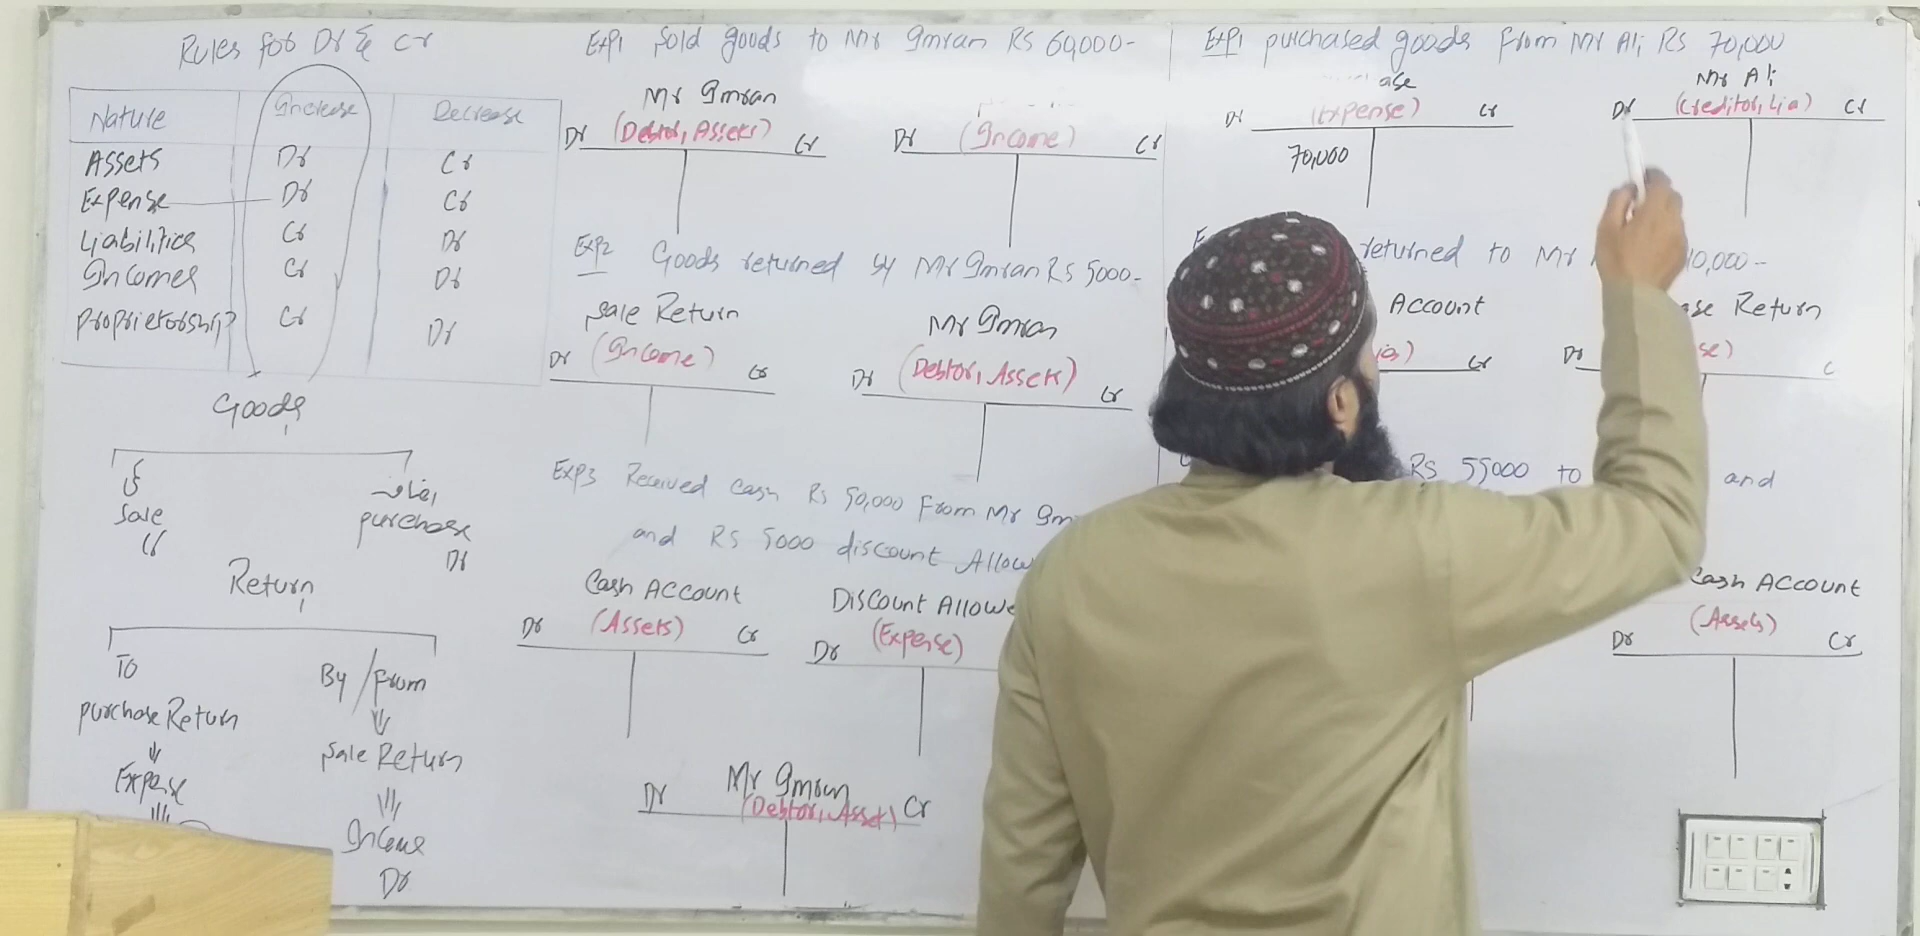 Rules for Dr & Cr
Nature Increase Decrease
Assets Dr Cr
Expense Dr Cr
Liabilities Cr Dr
Incomes Cr Dr
Proprietorship Cr Dr
Goods
Sale
Cr
purchase
Dr
Return
To
purchase Return
Expense
By / From
Sale Return
Income
Dr
Exp1 Sold goods to Mr Imran Rs 60,000-
Mr Imran
Dr (Debtor, Assets) Cr
Dr (Income) Cr
Exp2 Goods returned by Mr Imran Rs 5000-
Sale Return
Dr (Income) Cr
Mr Imran
Dr (Debtor, Assets) Cr
Exp3 Received cash Rs 50,000 From Mr Im
and Rs 5000 discount Allow
Cash Account
Dr (Assets) Cr
Discount Allowe
Dr (Expense)
Mr Imran
Dr (Debtor, Asset) Cr
Exp1 purchased goods from Mr Ali Rs 70,000
ase
Dr (Expense) Cr
70,000
Mr Ali
Dr (Creditor, Lia) Cr
returned to Mr 10,000-
Account
Cr
ase Return
Dr se) C
Rs 55000 to and
Cash Account
Dr (Assets) Cr